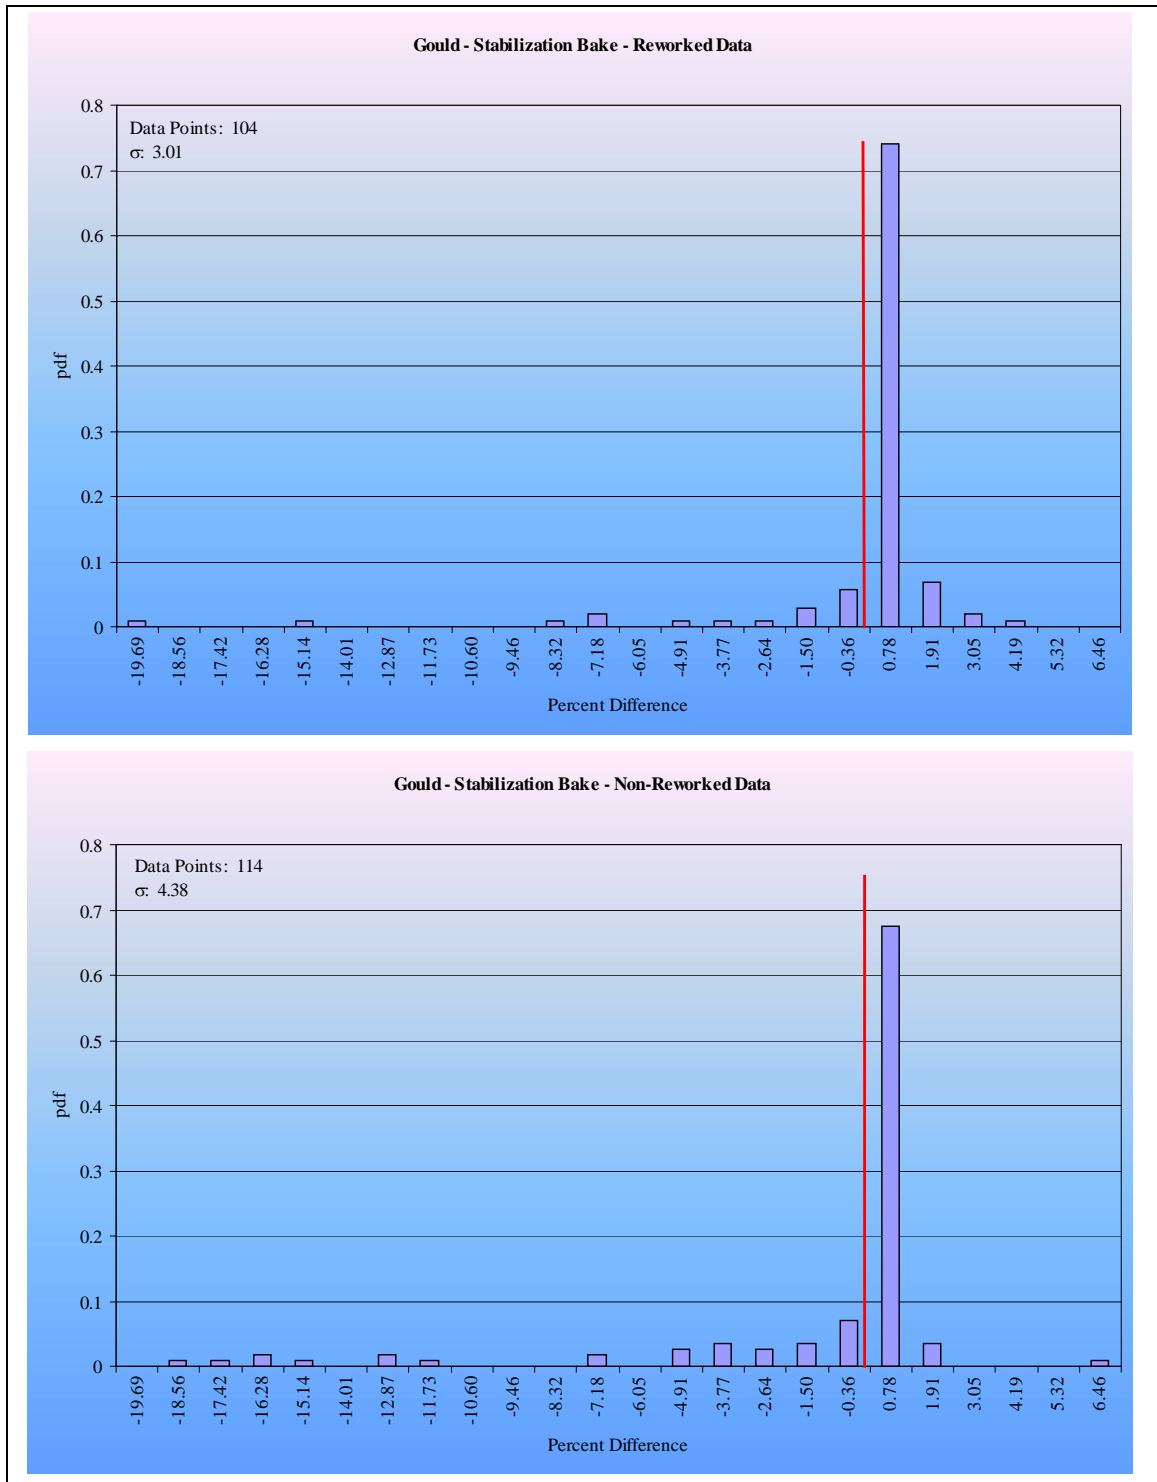 Gould - Stabilization Bake - Reworked Data
Data Points: 104
σ: 3.01
0.8
0.7
0.6
0.5
0.4
0.3
0.2
0.1
0
pdf
-19.69 -18.56 -17.42 -16.28 -15.14 -14.01 -12.87 -11.73 -10.60 -9.46 -8.32 -7.18 -6.05 -4.91 -3.77 -2.64 -1.50 -0.36 0.78 1.91 3.05 4.19 5.32 6.46
Percent Difference
Gould - Stabilization Bake - Non-Reworked Data
Data Points: 114
σ: 4.38
0.8
0.7
0.6
0.5
0.4
0.3
0.2
0.1
0
pdf
-19.69 -18.56 -17.42 -16.28 -15.14 -14.01 -12.87 -11.73 -10.60 -9.46 -8.32 -7.18 -6.05 -4.91 -3.77 -2.64 -1.50 -0.36 0.78 1.91 3.05 4.19 5.32 6.46
Percent Difference